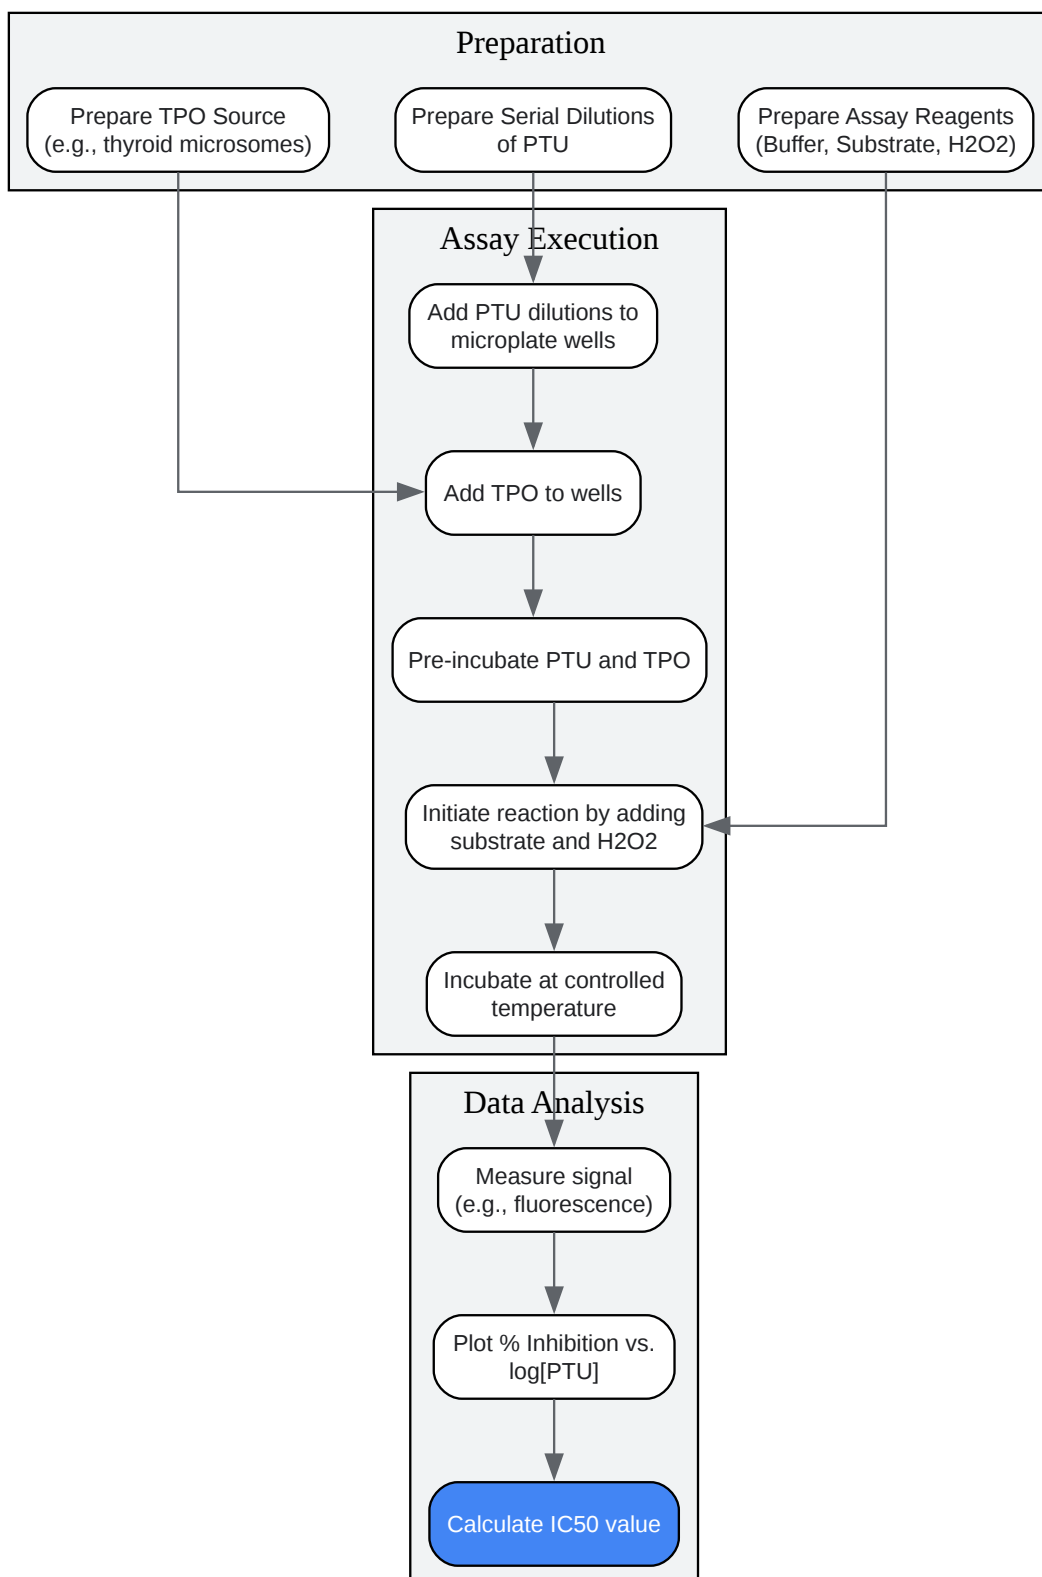 Preparation
Prepare TPO Source
(e.g., thyroid microsomes)
Prepare Serial Dilutions
of PTU
Prepare Assay Reagents
(Buffer, Substrate, H2O2)
Assay Execution
Add PTU dilutions to
microplate wells
Add TPO to wells
Pre-incubate PTU and TPO
Initiate reaction by adding
substrate and H2O2
Incubate at controlled
temperature
Data Analysis
Measure signal
(e.g., fluorescence)
Plot % Inhibition vs.
log[PTU]
Calculate IC50 value